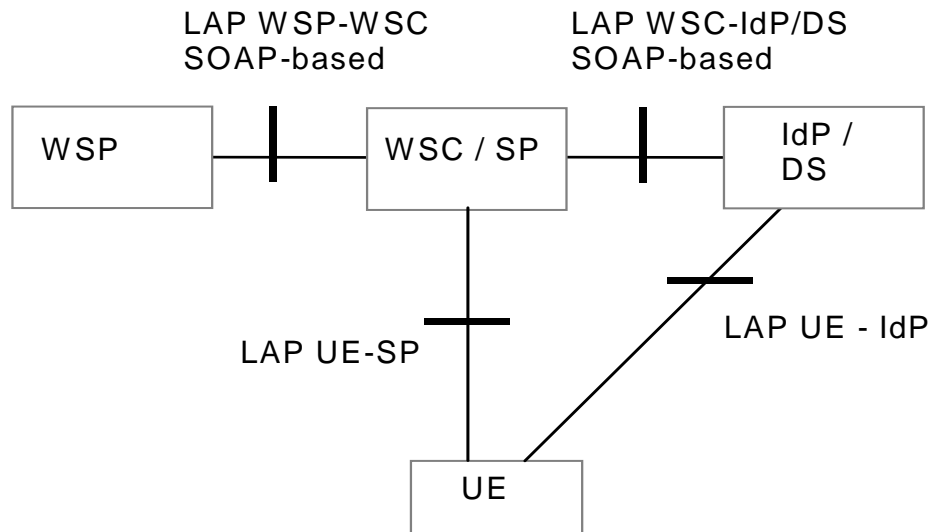 LAP WSP-WSC
SOAP-based
LAP WSC-IdP/DS
SOAP-based
WSP
WSC / SP
IdP /
DS
LAP UE-SP
LAP UE - IdP
UE